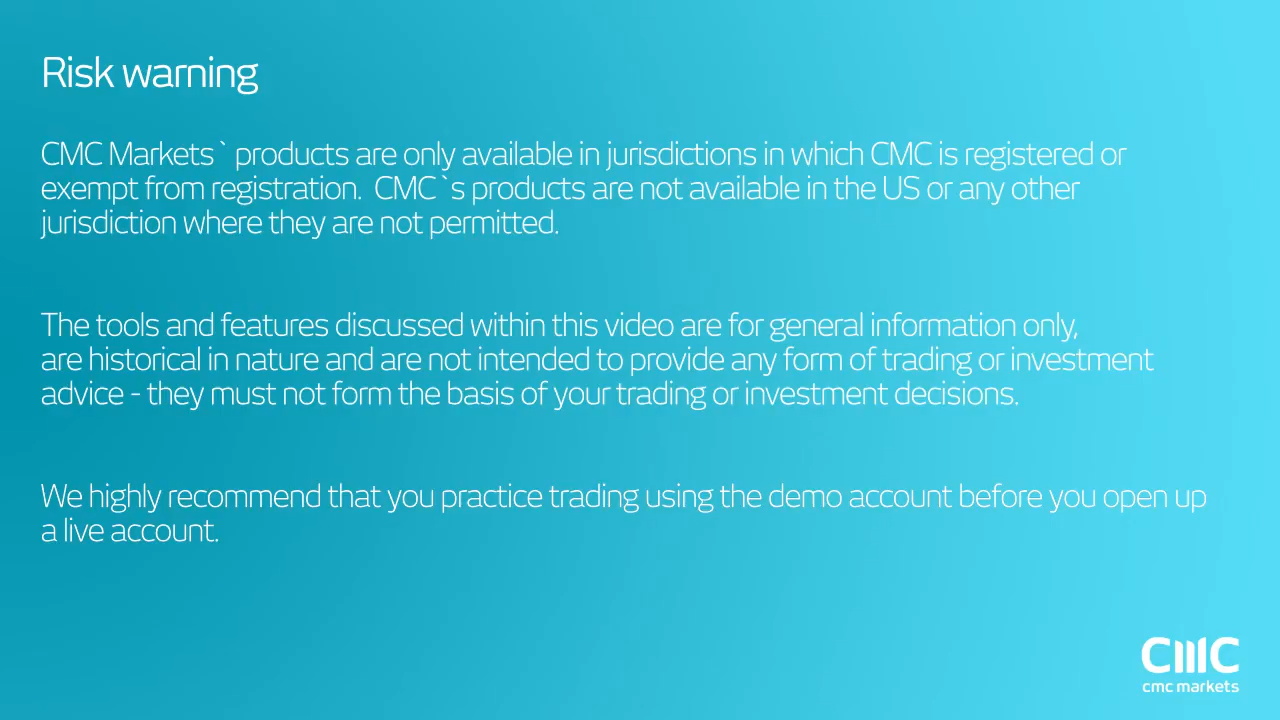 Risk warning
CMC Markets` products are only available in jurisdictions in which CMC is registered or
exempt from registration.  CMC`s products are not available in the US or any other
jurisdiction where they are not permitted.
The tools and features discussed within this video are for general information only,
are historical in nature and are not intended to provide any form of trading or investment
advice - they must not form the basis of your trading or investment decisions.
We highly recommend that you practice trading using the demo account before you open up
a live account.
CMC
cmc markets